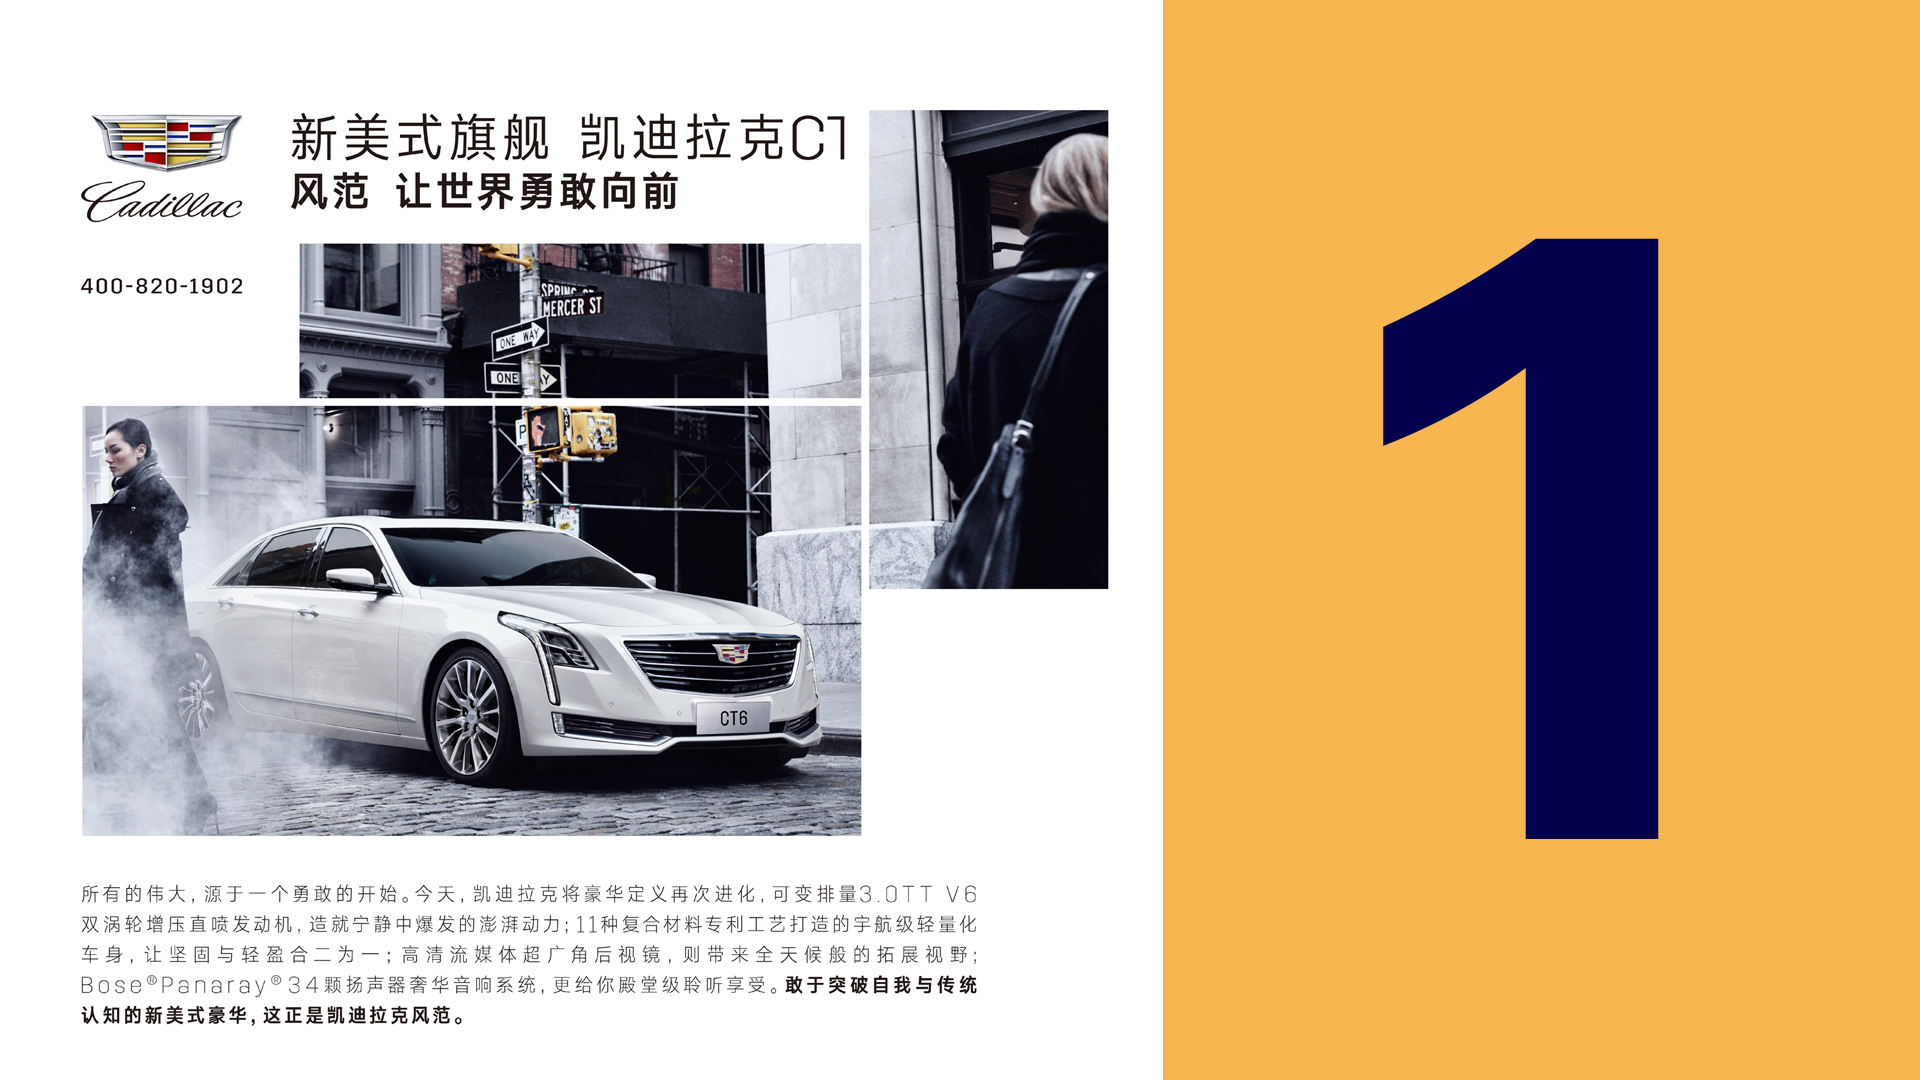 新美式旗舰 凯迪拉克CT
风范 让世界勇敢向前
Cadillac
400-820-1902
SPRING ST
MERCER ST
ONE WAY
ONE
CT6
所有的伟大,源于一个勇敢的开始。今天,凯迪拉克将豪华定义再次进化,可变排量3.0TT V6
双涡轮增压直喷发动机,造就宁静中爆发的澎湃动力;11种复合材料专利工艺打造的宇航级轻量化
车身,让坚固与轻盈合二为一;高清流媒体超广角后视镜,则带来全天候般的拓展视野;
Bose®Panaray®34颗扬声器奢华音响系统,更给你殿堂级聆听享受。敢于突破自我与传统
认知的新美式豪华,这正是凯迪拉克风范。
1